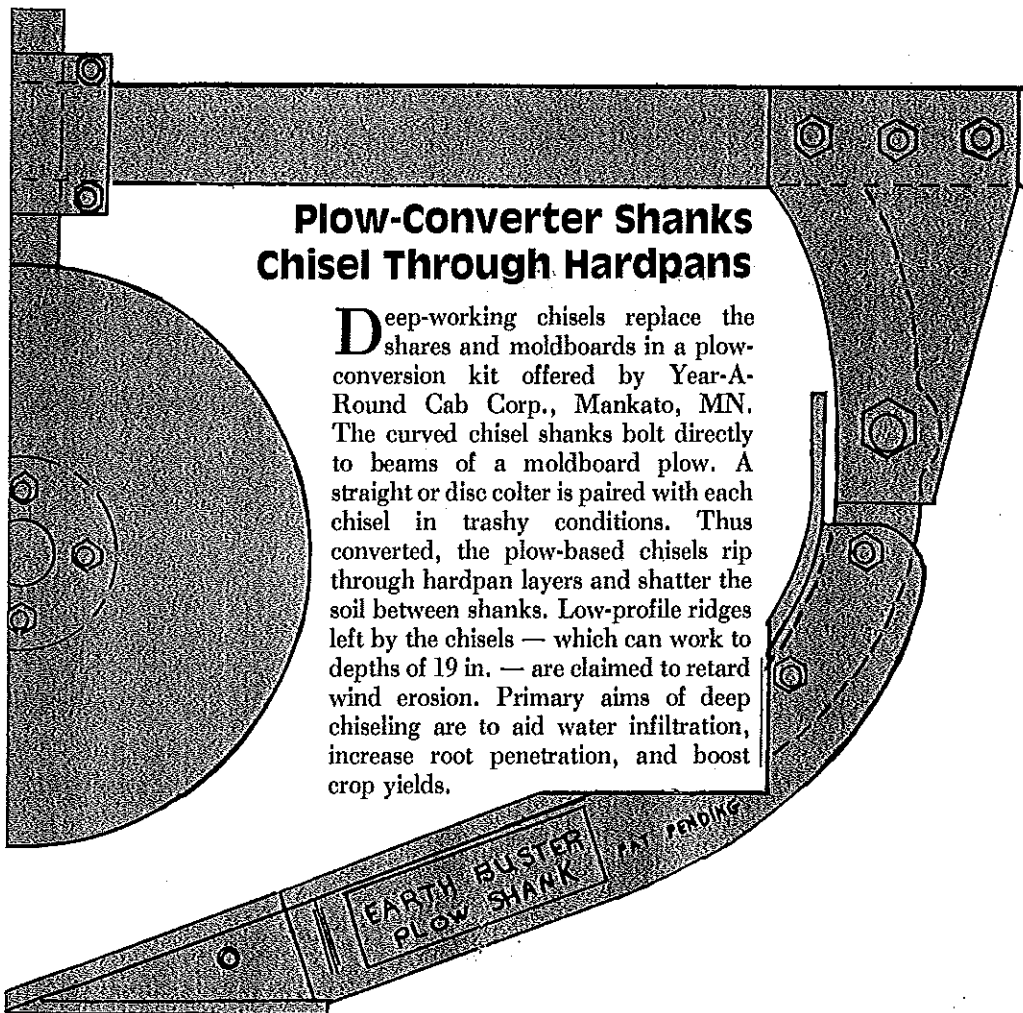 Plow-Converter Shanks
Chisel Through Hardpans
Deep-working chisels replace the
shares and moldboards in a plow-
conversion kit offered by Year-A-
Round Cab Corp., Mankato, MN.
The curved chisel shanks bolt directly
to beams of a moldboard plow. A
straight or disc colter is paired with each
chisel in trashy conditions. Thus
converted, the plow-based chisels rip
through hardpan layers and shatter the
soil between shanks. Low-profile ridges
left by the chisels — which can work to
depths of 19 in. — are claimed to retard
wind erosion. Primary aims of deep
chiseling are to aid water infiltration,
increase root penetration, and boost
crop yields.
EARTH BUSTER
PLOW SHANK
PAT PENDING